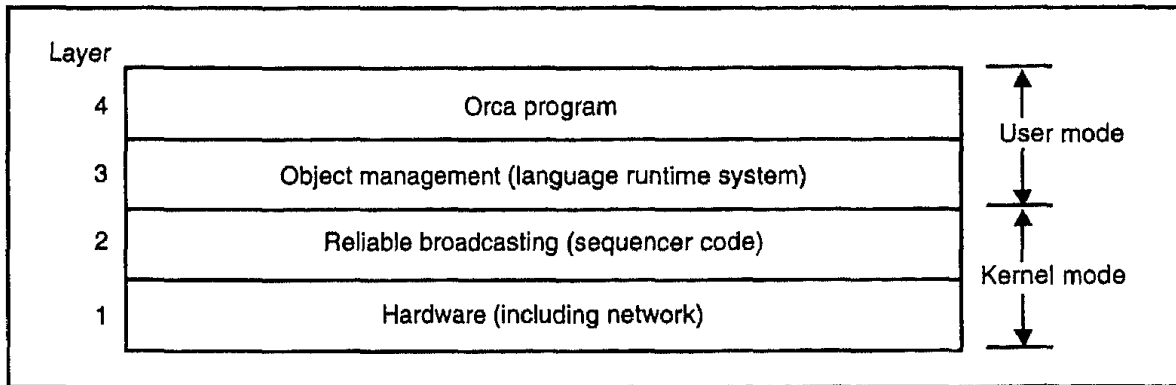 Layer
4 Orca program
User mode
3 Object management (language runtime system)
2 Reliable broadcasting (sequencer code)
Kernel mode
1 Hardware (including network)